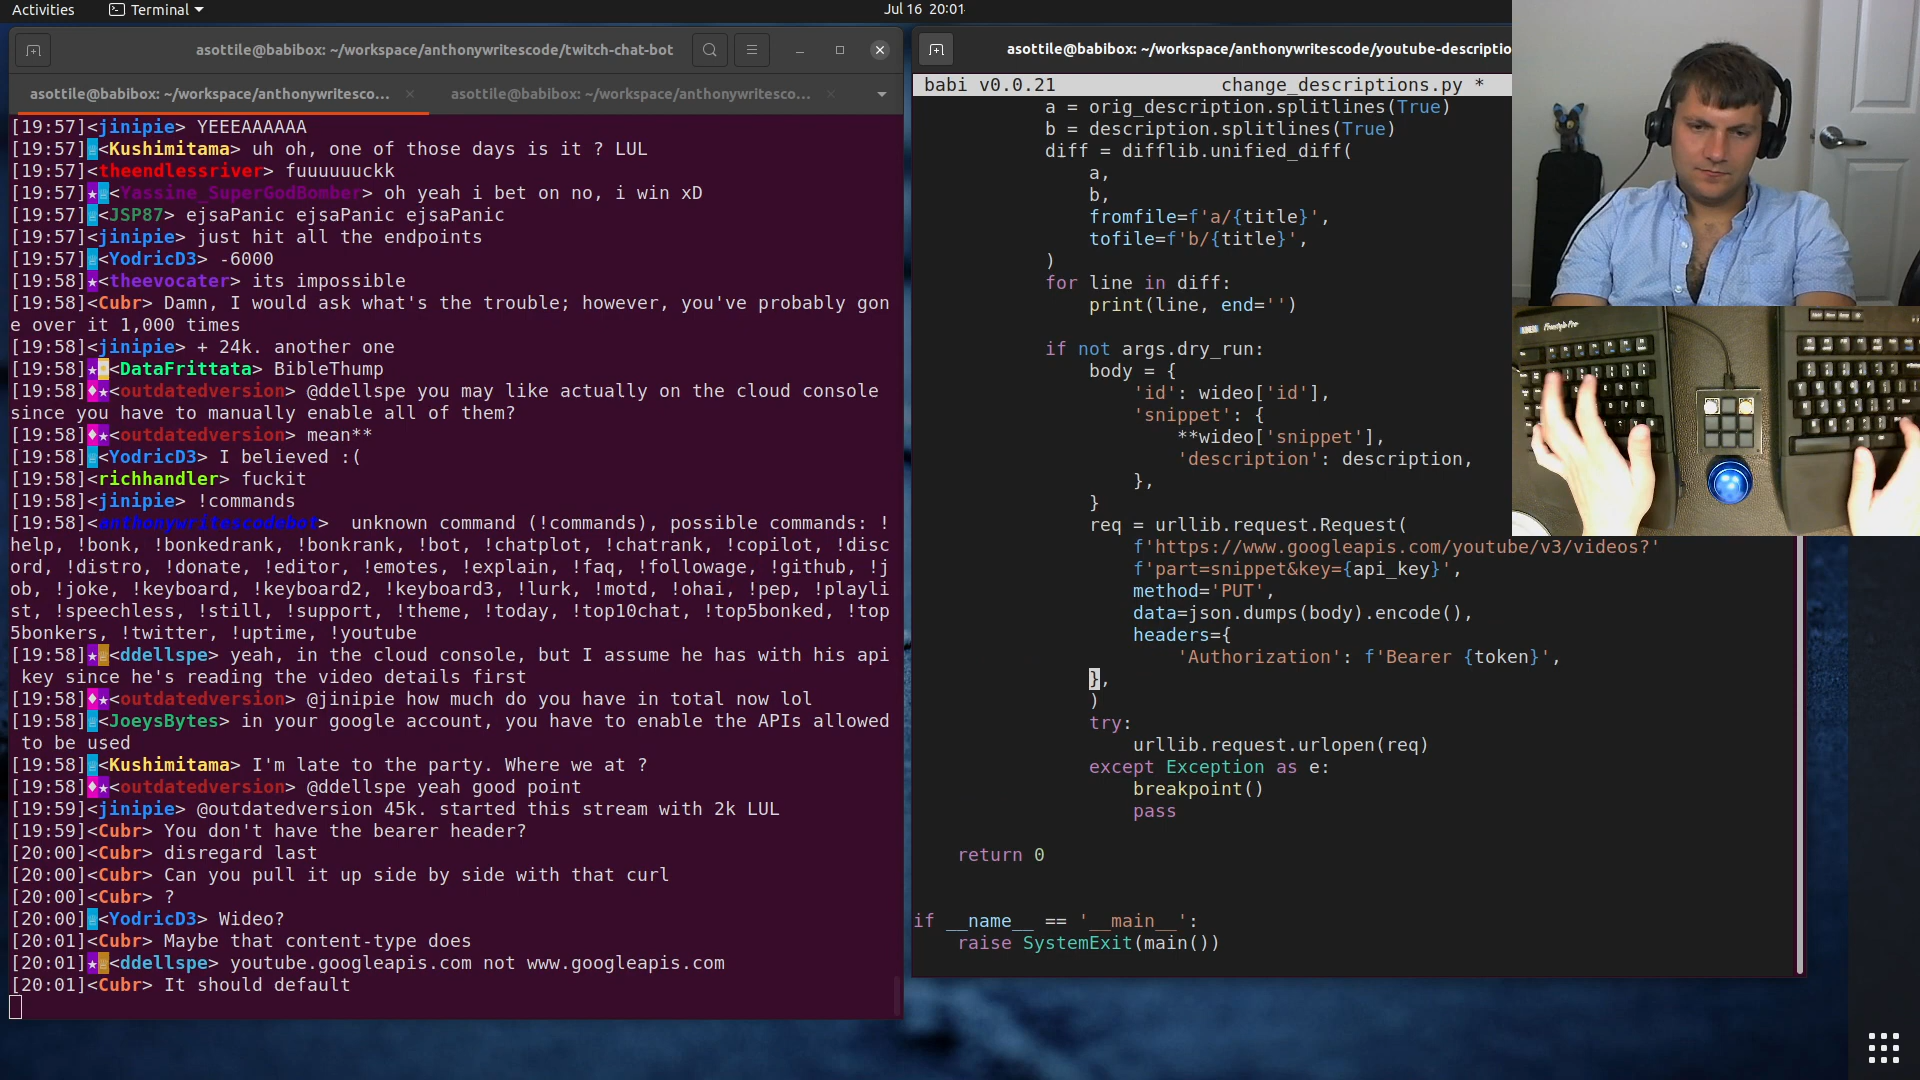 Activities
Terminal
Jul 16 20:01
asottile@babibox: ~/workspace/anthonywritescode/twitch-chat-bot
asottile@babibox: ~/workspace/anthonywritesco...
asottile@babibox: ~/workspace/anthonywritesco...
[19:57]<jinipie> YEEEAAAAAA
[19:57]<Kushimitama> uh oh, one of those days is it ? LUL
[19:57]<theendlessriver> fuuuuuuckk
[19:57]<Yassine_SuperGodBomber> oh yeah i bet on no, i win xD
[19:57]<JSP87> ejsaPanic ejsaPanic ejsaPanic
[19:57]<jinipie> just hit all the endpoints
[19:57]<YodricD3> -6000
[19:58]<theevocater> its impossible
[19:58]<Cubr> Damn, I would ask what's the trouble; however, you've probably gon
e over it 1,000 times
[19:58]<jinipie> + 24k. another one
[19:58]<DataFrittata> BibleThump
[19:58]<outdatedversion> @ddellspe you may like actually on the cloud console
since you have to manually enable all of them?
[19:58]<outdatedversion> mean**
[19:58]<YodricD3> I believed :(
[19:58]<richhandler> fuckit
[19:58]<jinipie> !commands
[19:58]<anthonywritescodebot>  unknown command (!commands), possible commands: !
help, !bonk, !bonkedrank, !bonkrank, !bot, !chatplot, !chatrank, !copilot, !disc
ord, !distro, !donate, !editor, !emotes, !explain, !faq, !followage, !github, !j
ob, !joke, !keyboard, !keyboard2, !keyboard3, !lurk, !motd, !ohai, !pep, !playli
st, !speechless, !still, !support, !theme, !today, !top10chat, !top5bonked, !top
5bonkers, !twitter, !uptime, !youtube
[19:58]<ddellspe> yeah, in the cloud console, but I assume he has with his api
key since he's reading the video details first
[19:58]<outdatedversion> @jinipie how much do you have in total now lol
[19:58]<JoeysBytes> in your google account, you have to enable the APIs allowed
to be used
[19:58]<Kushimitama> I'm late to the party. Where we at ?
[19:58]<outdatedversion> @ddellspe yeah good point
[19:59]<jinipie> @outdatedversion 45k. started this stream with 2k LUL
[19:59]<Cubr> You don't have the bearer header?
[20:00]<Cubr> disregard last
[20:00]<Cubr> Can you pull it up side by side with that curl
[20:00]<Cubr> ?
[20:00]<YodricD3> Wideo?
[20:01]<Cubr> Maybe that content-type does
[20:01]<ddellspe> youtube.googleapis.com not www.googleapis.com
[20:01]<Cubr> It should default
asottile@babibox: ~/workspace/anthonywritescode/youtube-descriptio
babi v0.0.21 change_descriptions.py *
a = orig_description.splitlines(True)
b = description.splitlines(True)
diff = difflib.unified_diff(
a,
b,
fromfile=f'a/{title}',
tofile=f'b/{title}',
)
for line in diff:
print(line, end='')
if not args.dry_run:
body = {
'id': wideo['id'],
'snippet': {
**wideo['snippet'],
'description': description,
},
}
req = urllib.request.Request(
f'https://www.googleapis.com/youtube/v3/videos?'
f'part=snippet&key={api_key}',
method='PUT',
data=json.dumps(body).encode(),
headers={
'Authorization': f'Bearer {token}',
},
)
try:
urllib.request.urlopen(req)
except Exception as e:
breakpoint()
pass
return 0
if __name__ == '__main__':
raise SystemExit(main())
Freestyle Pro